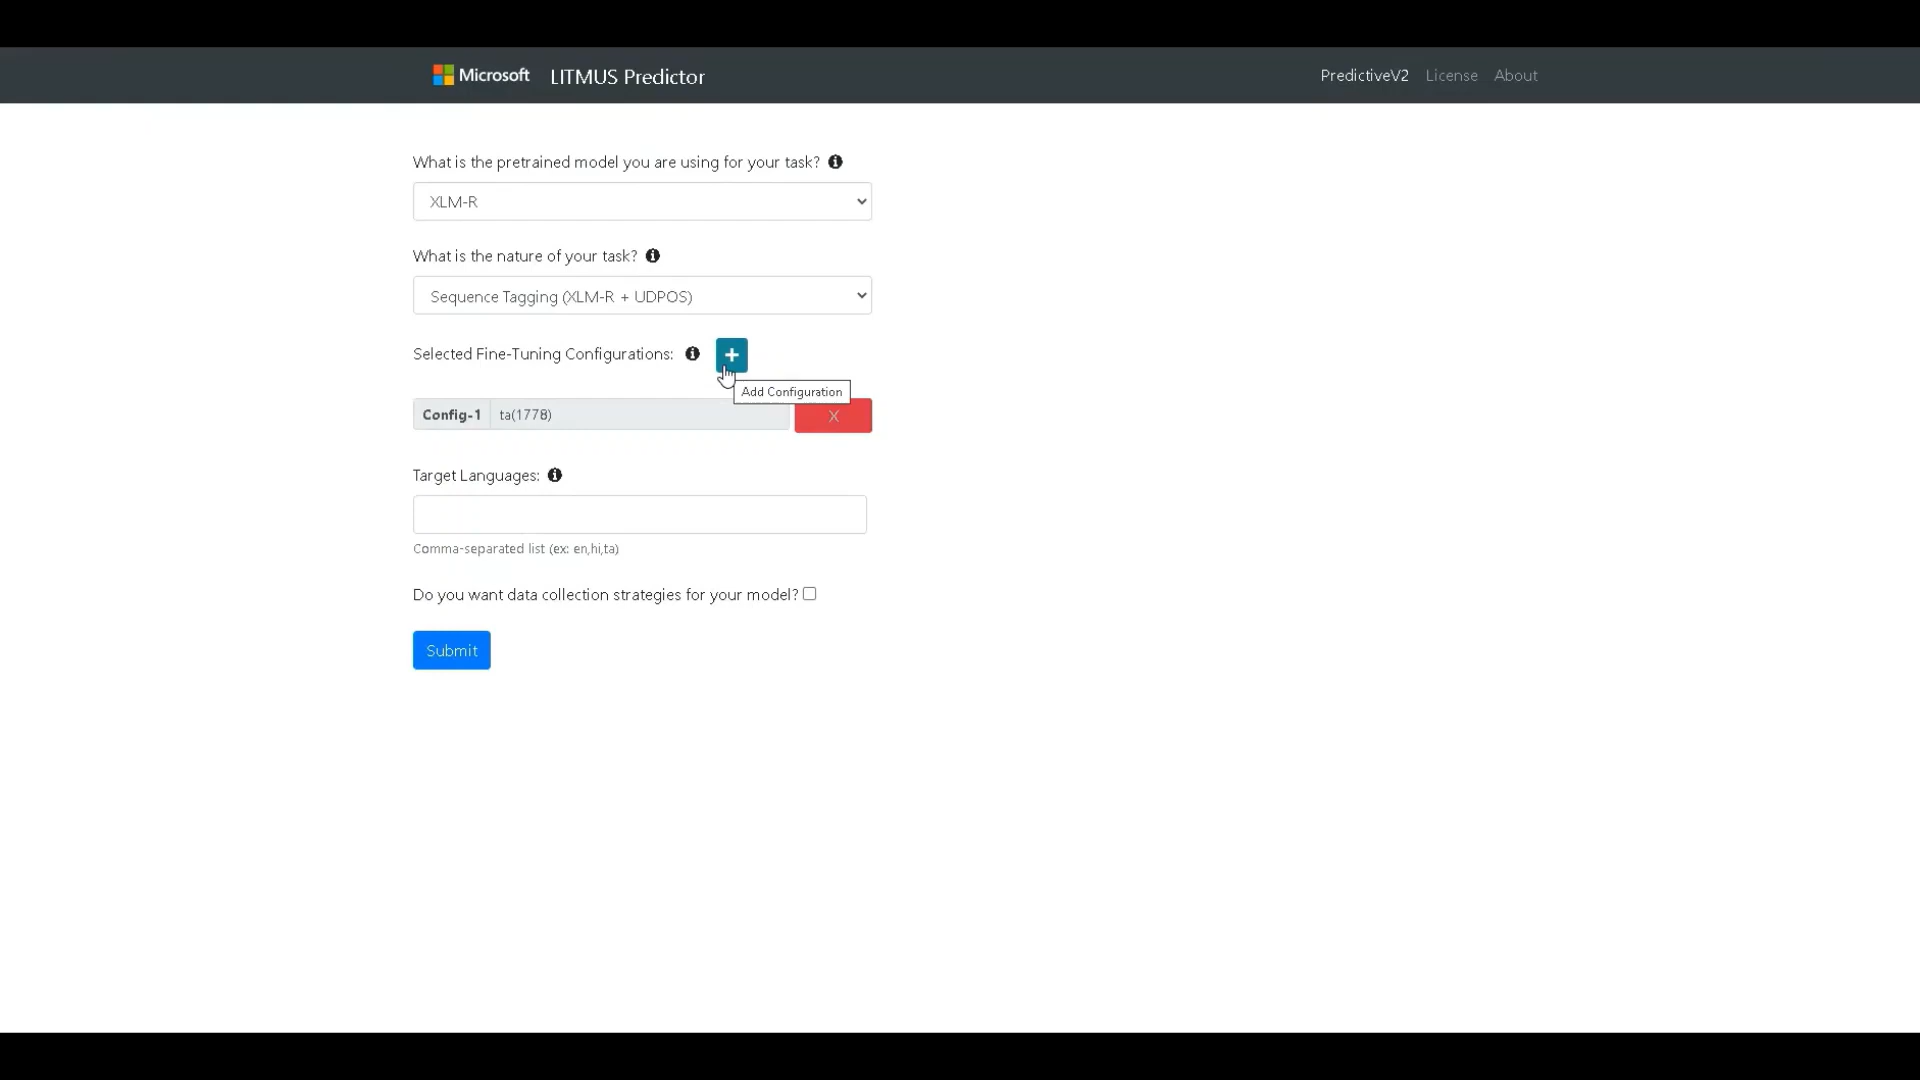 Microsoft LITMUS Predictor PredictiveV2 License About
What is the pretrained model you are using for your task?
XLM-R
What is the nature of your task?
Sequence Tagging (XLM-R + UDPOS)
Selected Fine-Tuning Configurations: +
Add Configuration
Config-1 ta(1778) X
Target Languages:
Comma-separated list (ex: en,hi,ta)
Do you want data collection strategies for your model?
Submit